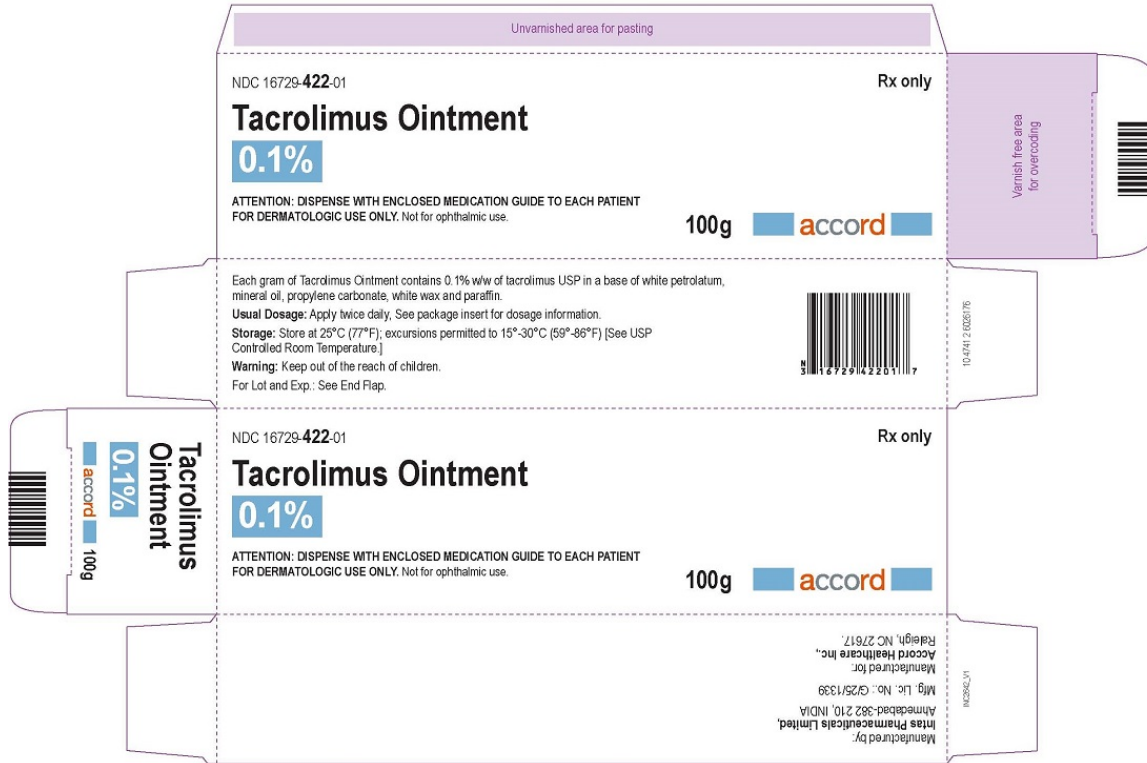 Unvarnished area for pasting
NDC 16729-422-01
Rx only
Tacrolimus Ointment
0.1%
ATTENTION: DISPENSE WITH ENCLOSED MEDICATION GUIDE TO EACH PATIENT
FOR DERMATOLOGIC USE ONLY. Not for ophthalmic use.
100g
accord
Varnish free area
for overcoding
Each gram of Tacrolimus Ointment contains 0.1% w/w of tacrolimus USP in a base of white petrolatum,
mineral oil, propylene carbonate, white wax and paraffin.
Usual Dosage: Apply twice daily, See package insert for dosage information.
Storage: Store at 25°C (77°F); excursions permitted to 15°-30°C (59°-86°F) [See USP
Controlled Room Temperature.]
Warning: Keep out of the reach of children.
For Lot and Exp.: See End Flap.
N
3 16729 42201 7
10 4741 2 6026176
Tacrolimus
Ointment
0.1%
accord
100g
NDC 16729-422-01
Rx only
Tacrolimus Ointment
0.1%
ATTENTION: DISPENSE WITH ENCLOSED MEDICATION GUIDE TO EACH PATIENT
FOR DERMATOLOGIC USE ONLY. Not for ophthalmic use.
100g
accord
Manufactured by:
Intas Pharmaceuticals Limited,
Ahmedabad-382 210, INDIA
Mfg. Lic. No.: G/25/1339
Manufactured for:
Accord Healthcare Inc.,
Raleigh, NC 27617.
INC2642_V1